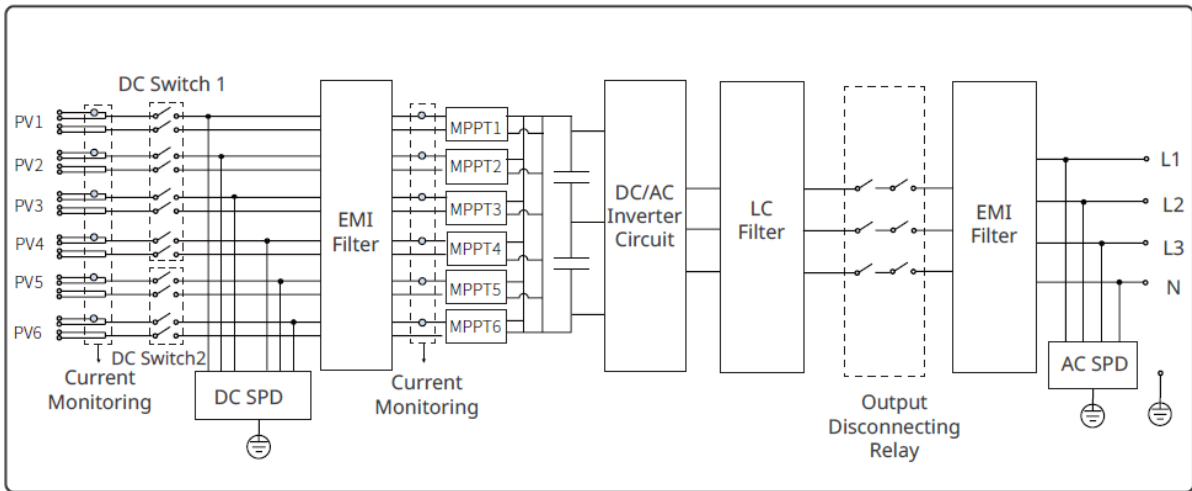 DC Switch 1
PV1
PV2
PV3
PV4
PV5
PV6
DC Switch2
Current
Monitoring
DC SPD
EMI
Filter
MPPT1
MPPT2
MPPT3
MPPT4
MPPT5
MPPT6
Current
Monitoring
DC/AC
Inverter
Circuit
LC
Filter
Output
Disconnecting
Relay
EMI
Filter
L1
L2
L3
N
AC SPD